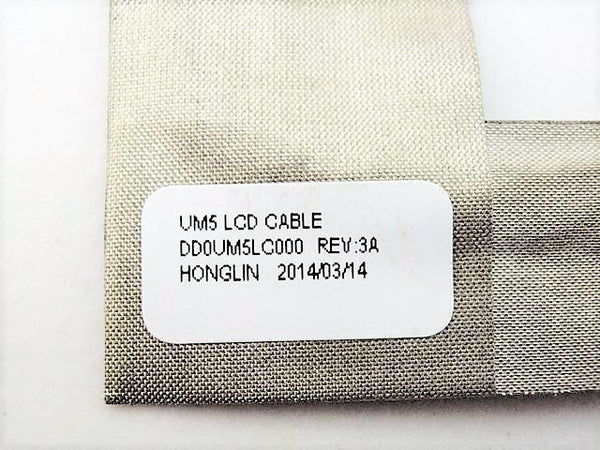 UM5 LCD CABLE
DD0UM5LC000 REV:3A
HONGLIN 2014/03/14